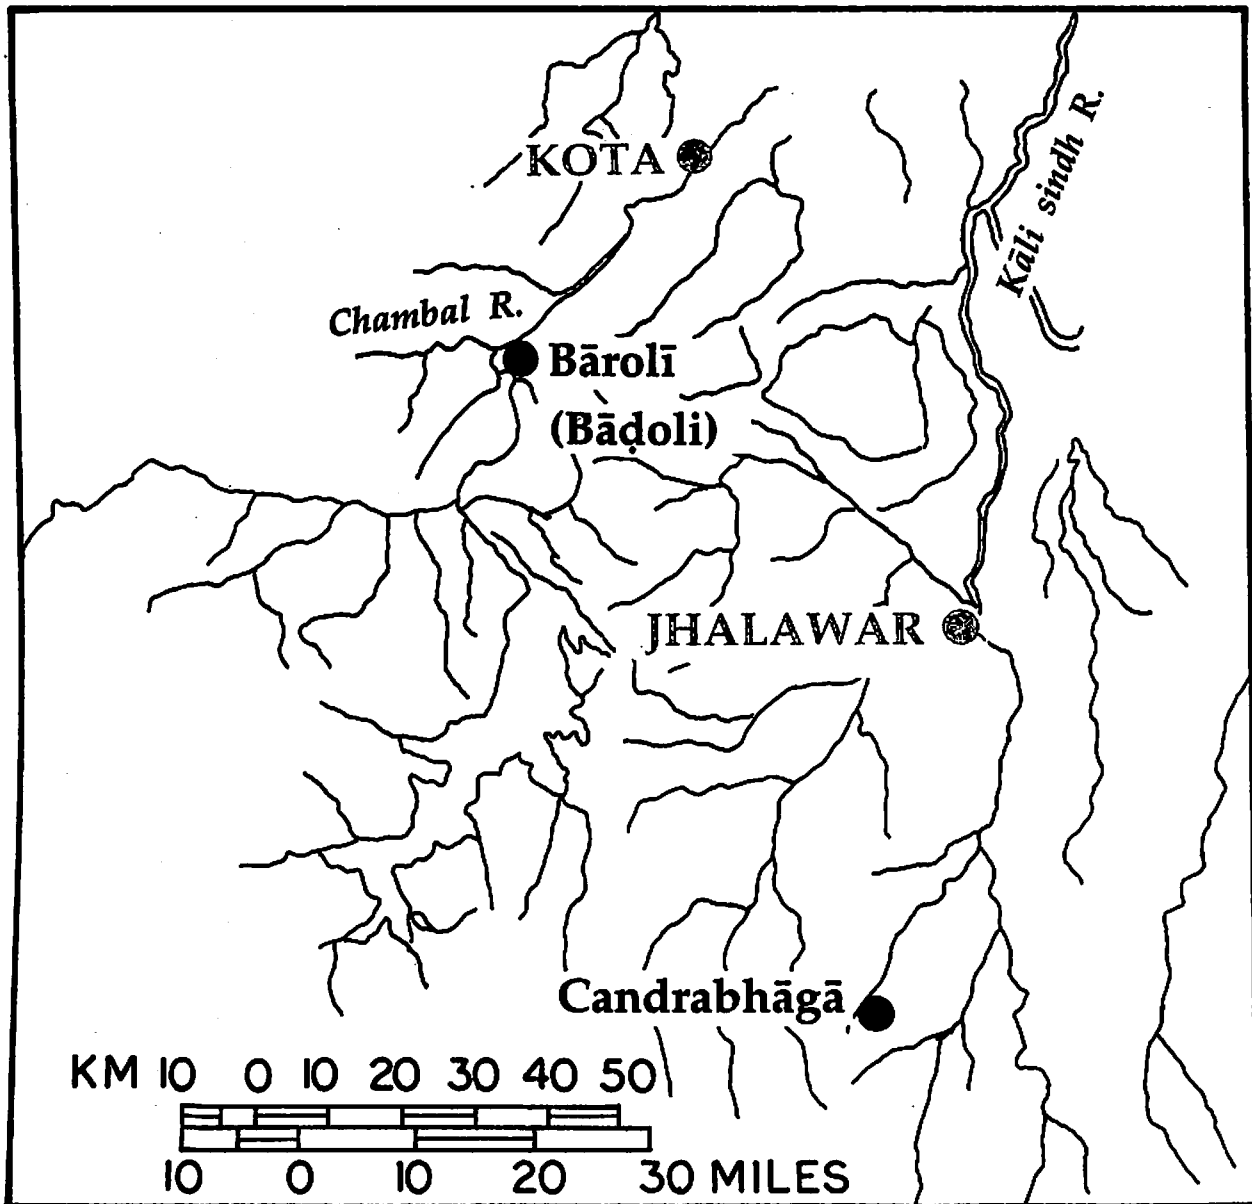 KOTA
Kāli sindh R.
Chambal R.
Bārolī
(Bāḍoli)
JHALAWAR
Candrabhāgā
KM 10 0 10 20 30 40 50
10 0 10 20 30 MILES